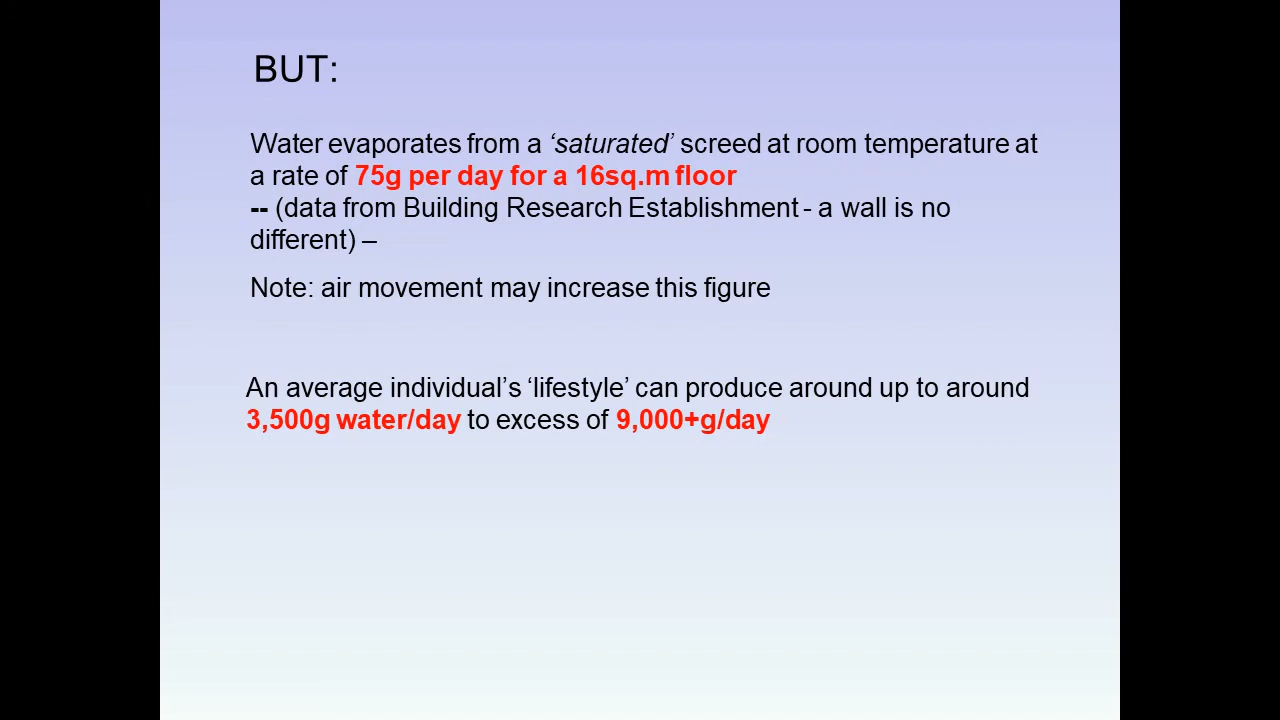 BUT:
Water evaporates from a ‘saturated’ screed at room temperature at
a rate of 75g per day for a 16sq.m floor
-- (data from Building Research Establishment - a wall is no
different) –
Note: air movement may increase this figure
An average individual’s ‘lifestyle’ can produce around up to around
3,500g water/day to excess of 9,000+g/day